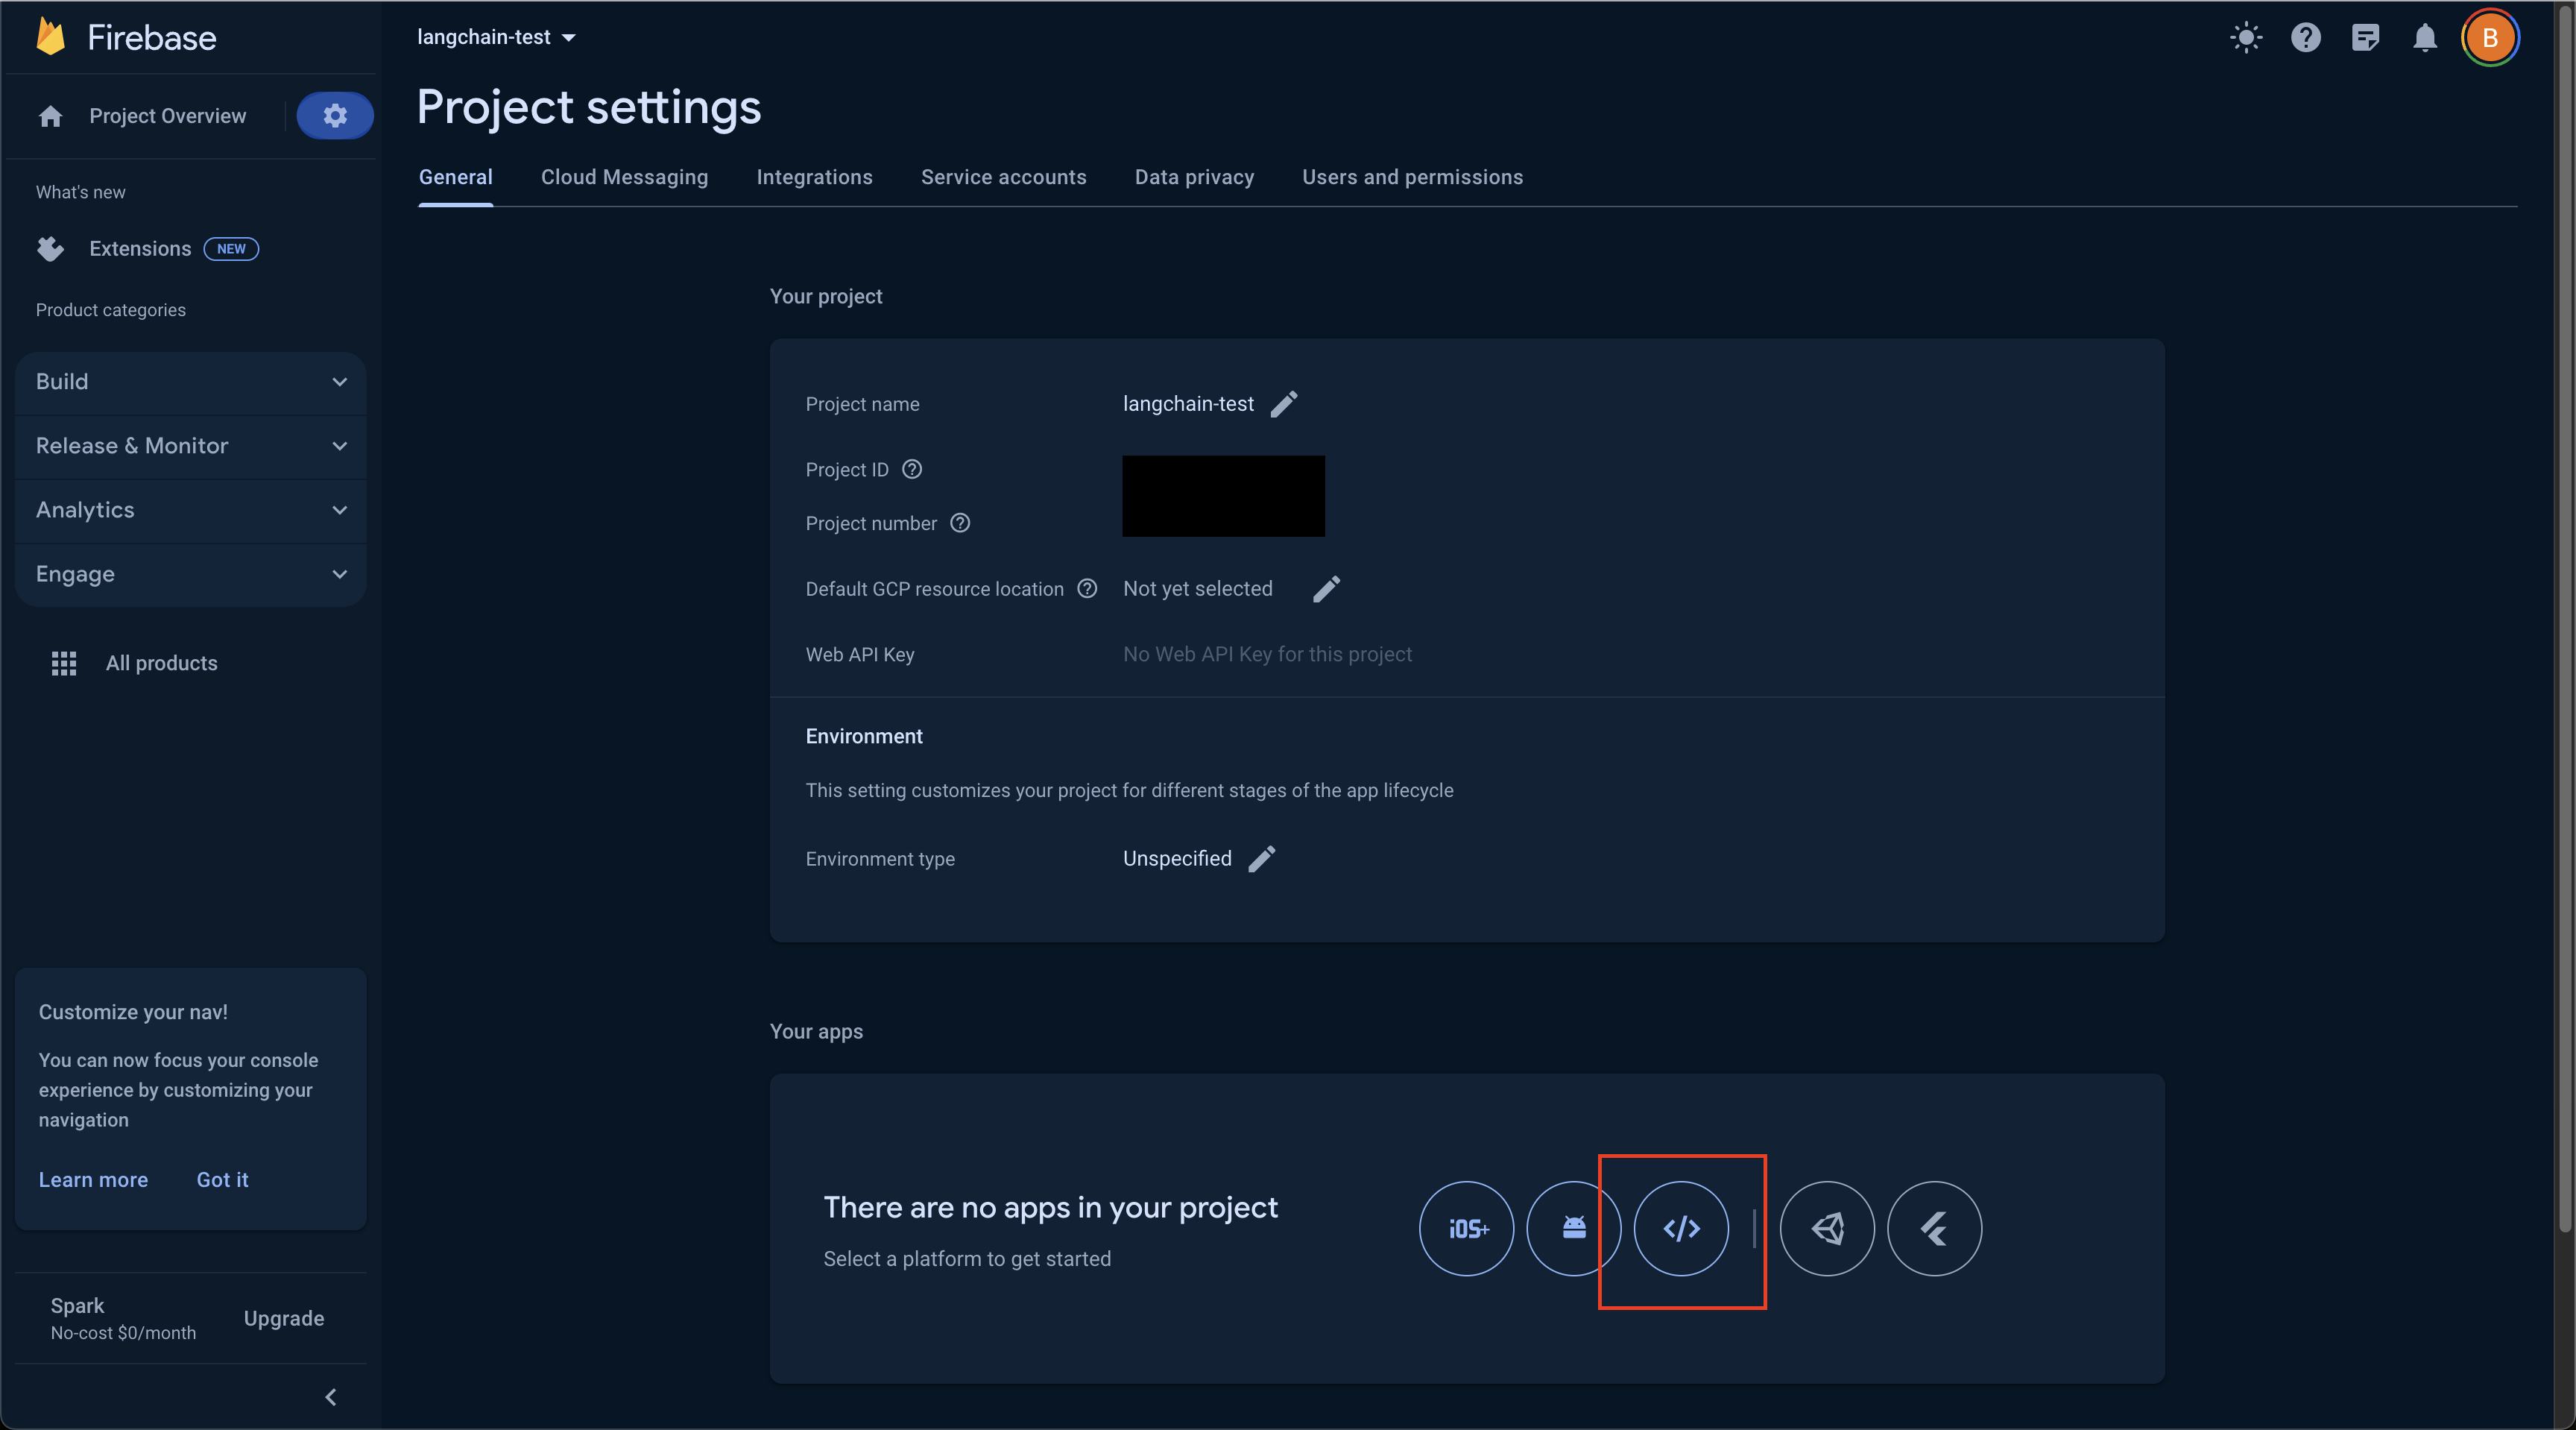 Firebase
langchain-test
B
Project Overview
Project settings
General
Cloud Messaging
Integrations
Service accounts
Data privacy
Users and permissions
What's new
Extensions
NEW
Product categories
Build
Release & Monitor
Analytics
Engage
All products
Customize your nav!
You can now focus your console
experience by customizing your
navigation
Learn more
Got it
Spark
No-cost $0/month
Upgrade
Your project
Project name
langchain-test
Project ID
Project number
Default GCP resource location
Not yet selected
Web API Key
No Web API Key for this project
Environment
This setting customizes your project for different stages of the app lifecycle
Environment type
Unspecified
Your apps
There are no apps in your project
Select a platform to get started
iOS+